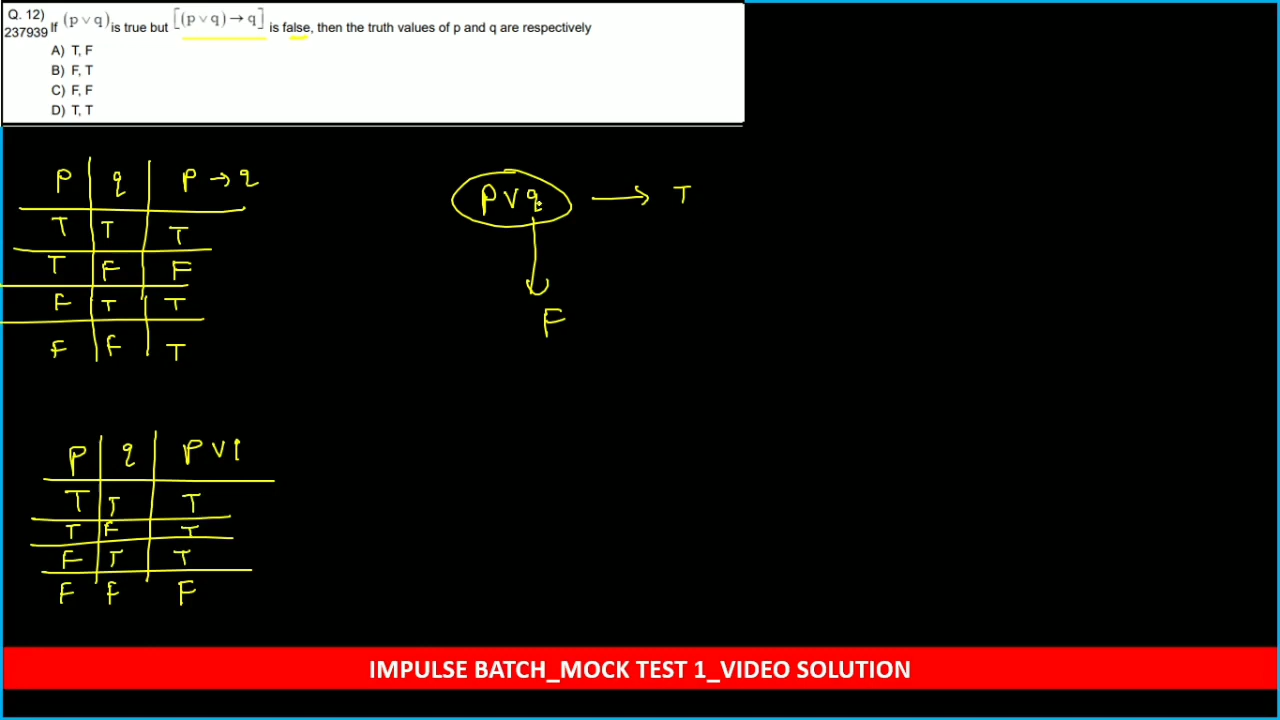 Q. 12)
237939 If (p ∨ q) is true but [(p ∨ q) → q] is false, then the truth values of p and q are respectively
A) T, F
B) F, T
C) F, F
D) T, T
p q p → q
T T T
T F F
F T T
F F T
p ∨ q → T
F
p q p ∨ 1
T T T
T F T
F T T
F F F
IMPULSE BATCH_MOCK TEST 1_VIDEO SOLUTION